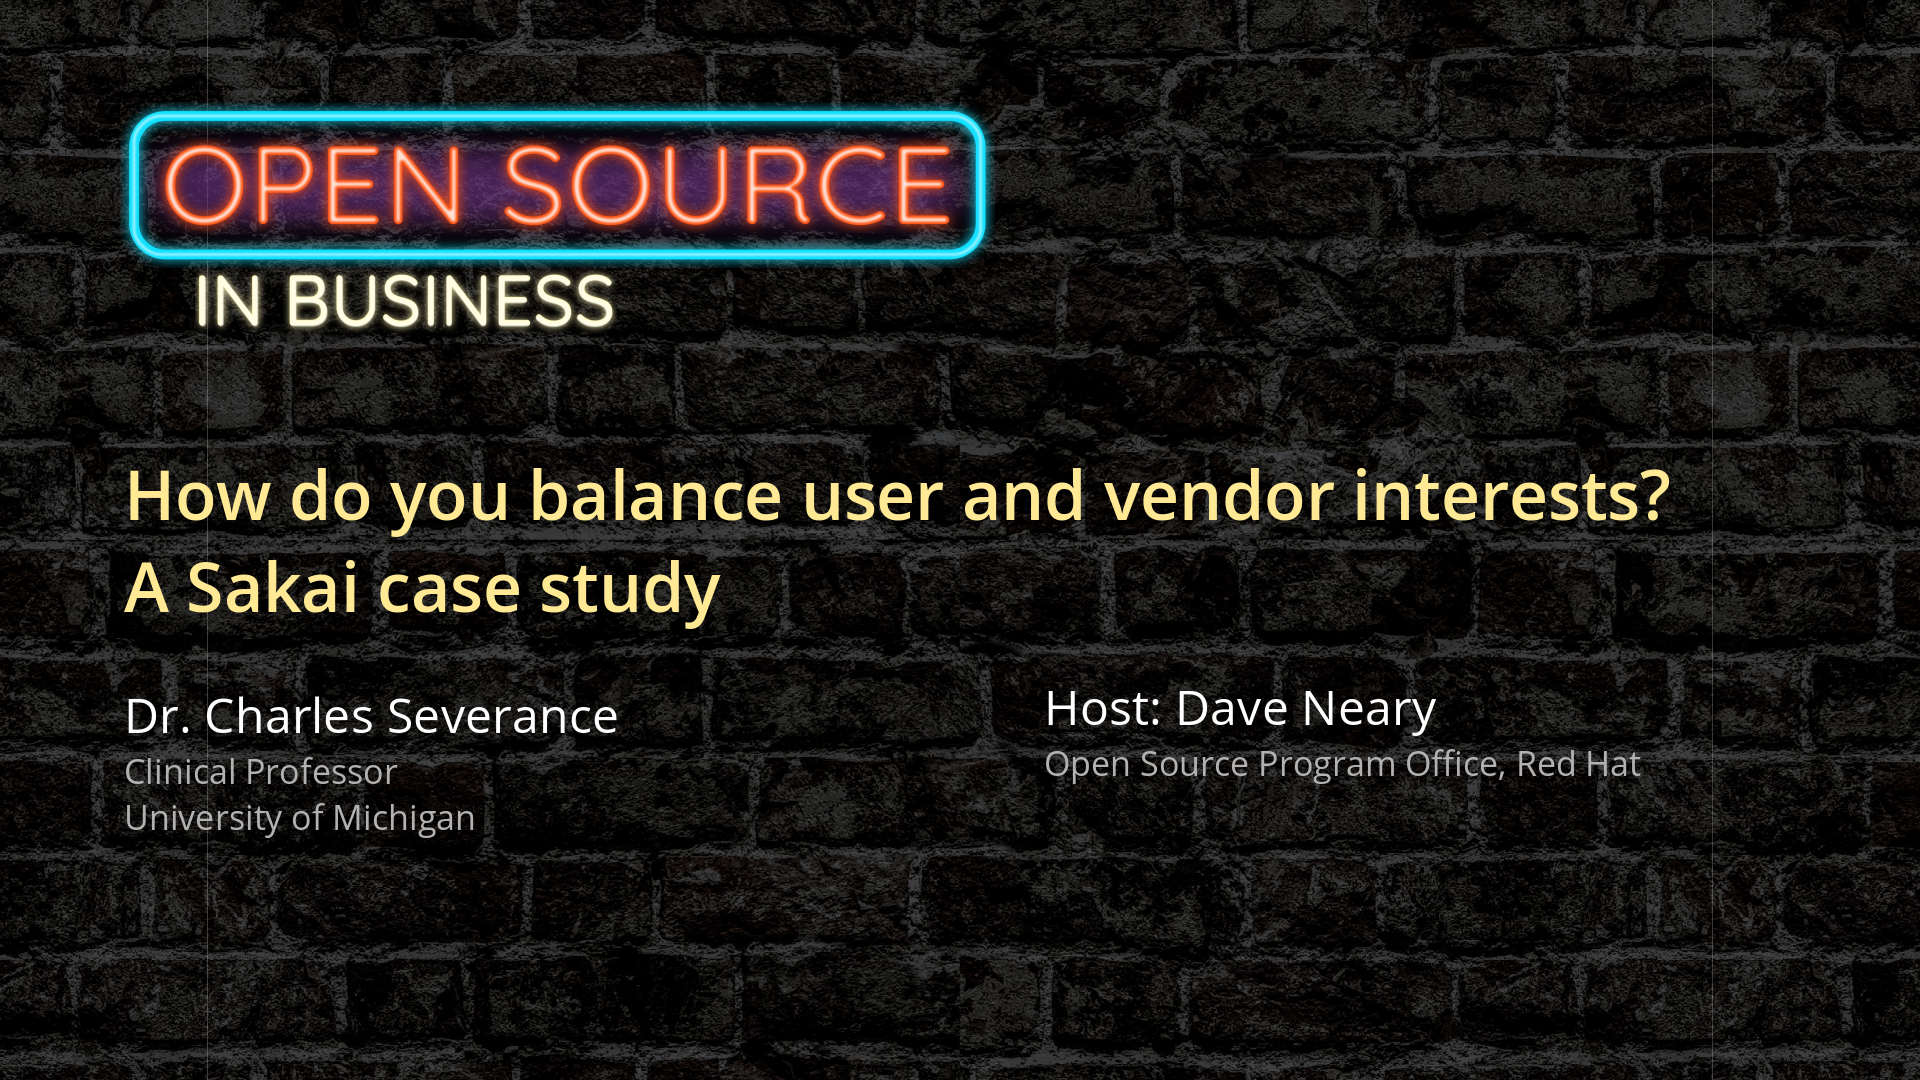 OPEN SOURCE
IN BUSINESS
How do you balance user and vendor interests?
A Sakai case study
Dr. Charles Severance
Clinical Professor
University of Michigan
Host: Dave Neary
Open Source Program Office, Red Hat